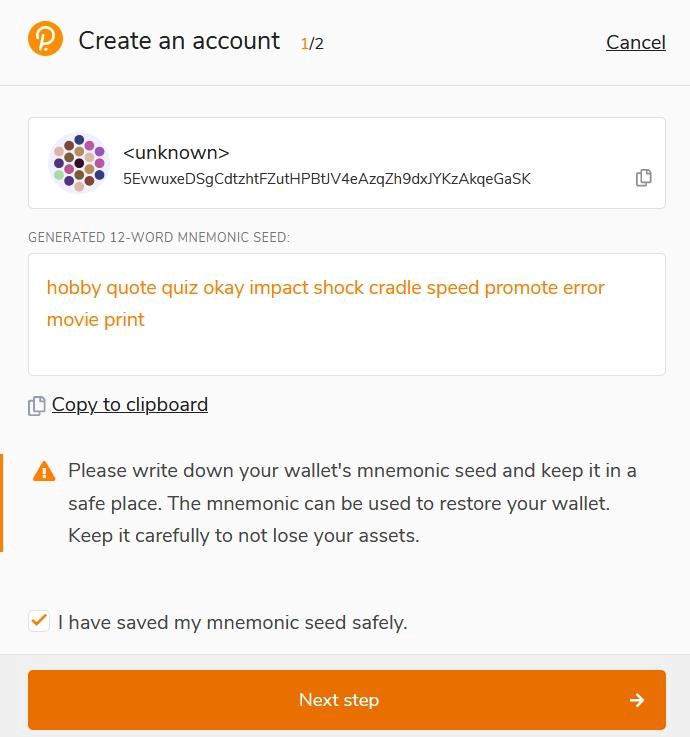 Create an account 1/2 Cancel
<unknown>
5EvwuxeDSgCdtzhtFZutHPBtJV4eAzqZh9dxJYKzAkqeGaSK
GENERATED 12-WORD MNEMONIC SEED:
hobby quote quiz okay impact shock cradle speed promote error
movie print
Copy to clipboard
Please write down your wallet's mnemonic seed and keep it in a
safe place. The mnemonic can be used to restore your wallet.
Keep it carefully to not lose your assets.
I have saved my mnemonic seed safely.
Next step